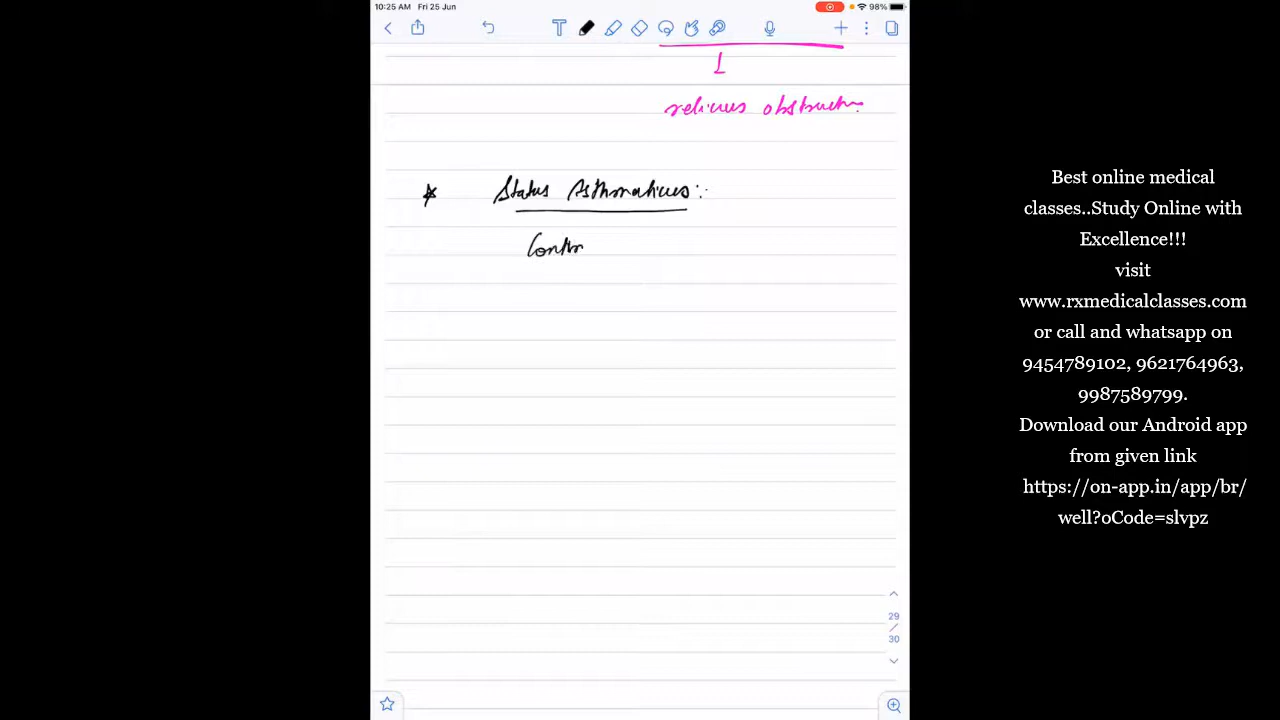 10:25 AM Fri 25 Jun
98%
relieves obstruction
* Status Asthmaticus :-
Contin
29
/
30
Best online medical
classes..Study Online with
Excellence!!!
visit
www.rxmedicalclasses.com
or call and whatsapp on
9454789102, 9621764963,
9987589799.
Download our Android app
from given link
https://on-app.in/app/br/
well?oCode=slvpz